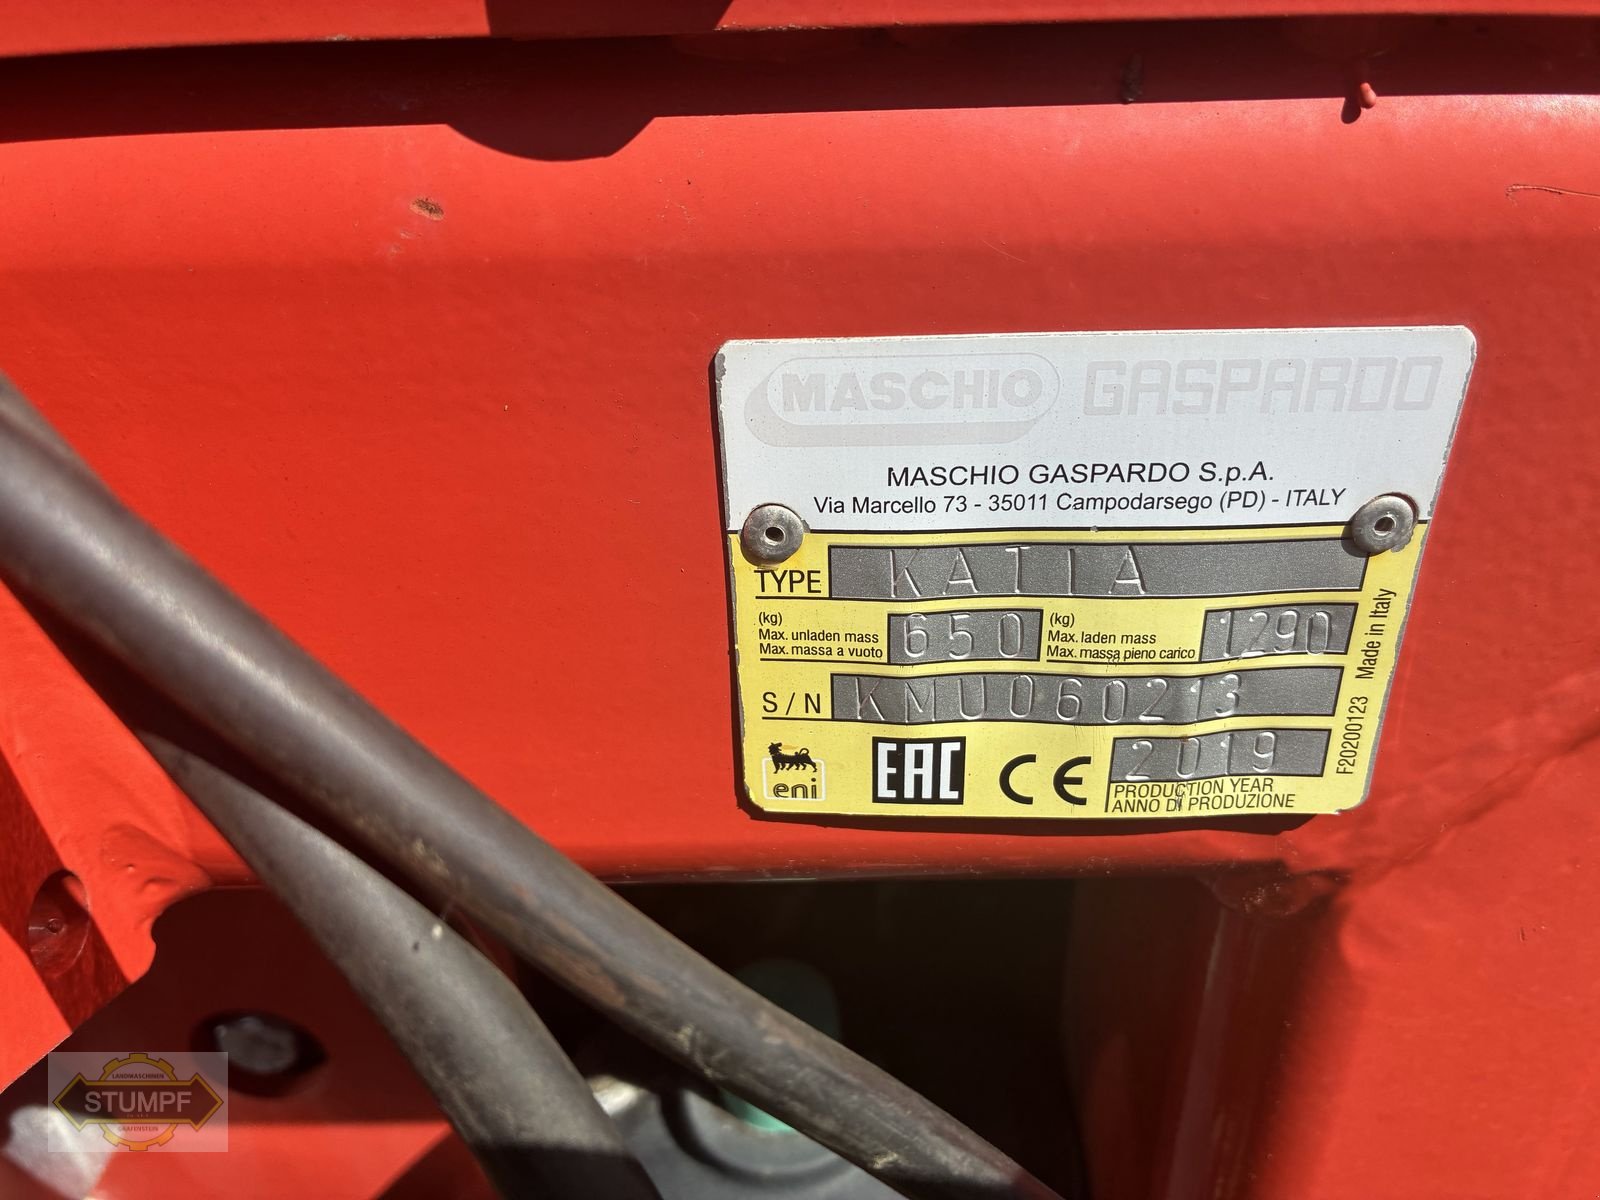 MASCHIO GASPARDO
MASCHIO GASPARDO S.p.A.
Via Marcello 73 - 35011 Campodarsego (PD) - ITALY
TYPE KATIA
(kg)
Max. unladen mass
Max. massa a vuoto
650
(kg)
Max. laden mass
Max. massa pieno carico
1290
S/N KMU060213
eni
EAC CE
2019
PRODUCTION YEAR
ANNO DI PRODUZIONE
F20200123 Made in Italy
LANDMASCHINEN
STUMPF
GRAFENSTEIN